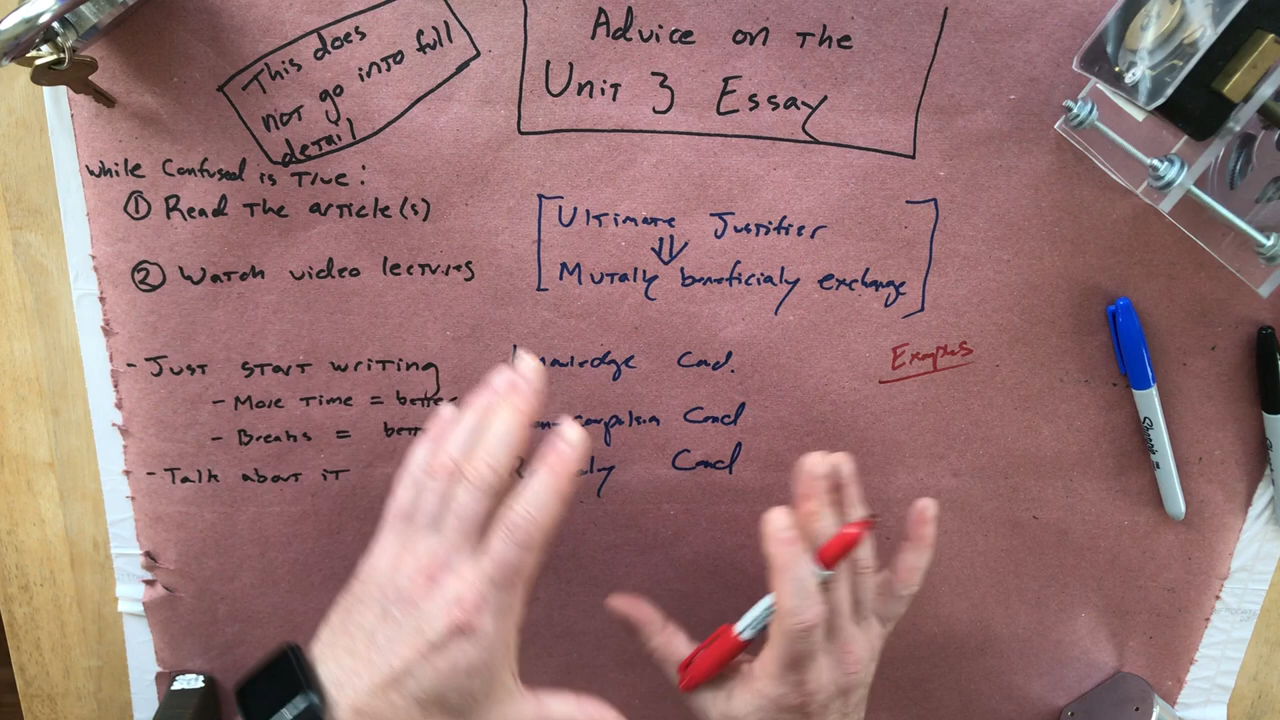 This does
not go into full
detail
Advice on the
Unit 3 Essay
While Confused is True:
① Read the article(s)
② Watch video lectures
Ultimate Justifier
⇓
Mutally beneficialy exchange
- Just start writing
- More Time = better
- Breaks =
- Talk about it
Cond.
Cond
Cond
Examples
Sharpie